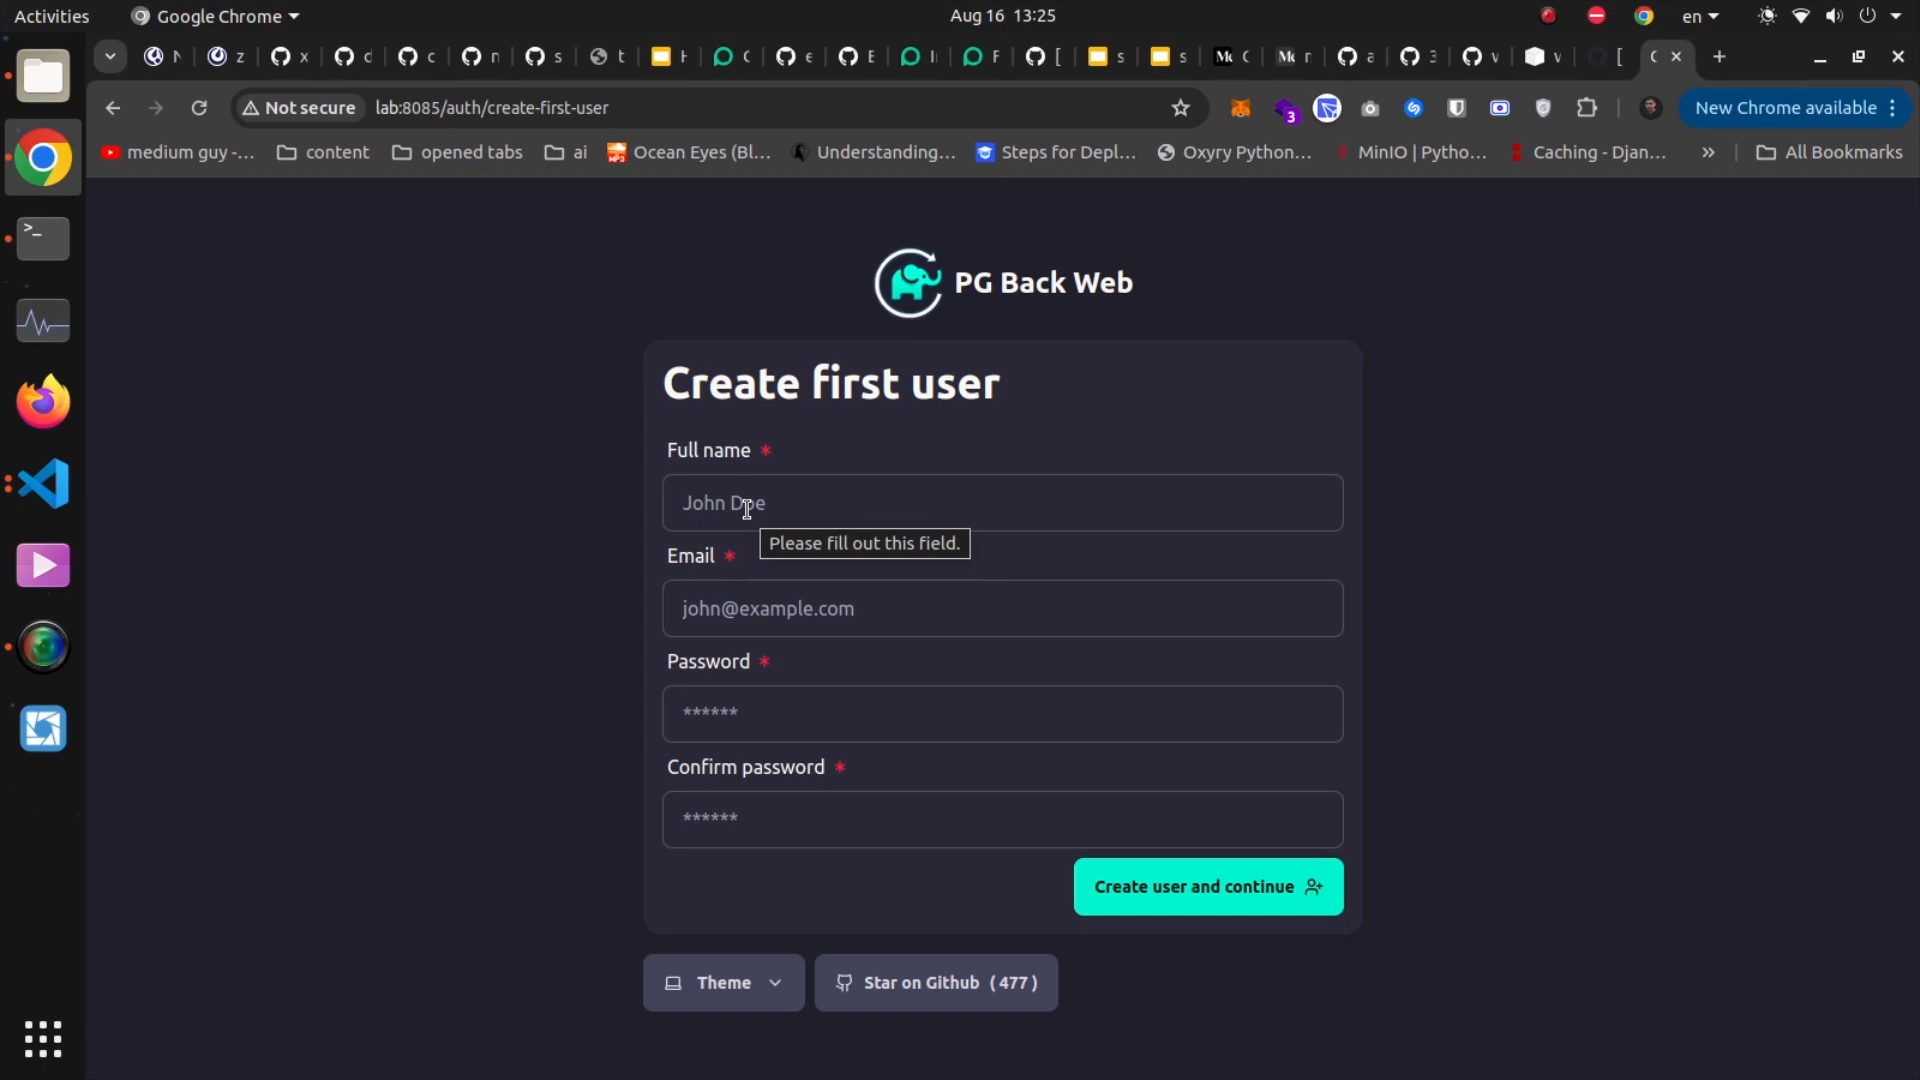 Activities
Google Chrome
Aug 16 13:25
en
N
z
x
d
c
n
s
t
H
C
e
E
I
F
[
s
s
C
n
a
3
v
v
[
C
Not secure
lab:8085/auth/create-first-user
3
New Chrome available
medium guy -...
content
opened tabs
ai
Ocean Eyes (Bl...
Understanding...
Steps for Depl...
Oxyry Python...
MinIO | Pytho...
Caching - Djan...
»
All Bookmarks
PG Back Web
Create first user
Full name *
John Doe
Please fill out this field.
Email *
john@example.com
Password *
******
Confirm password *
******
Create user and continue
Theme
Star on Github (477)